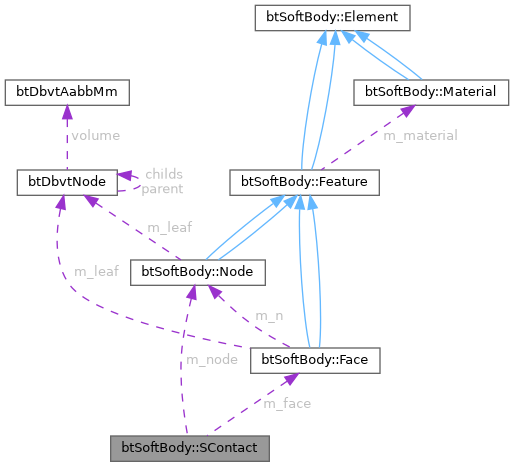 btSoftBody::Element
btDbvtAabbMm
btSoftBody::Material
volume
m_material
childs
parent
btDbvtNode
btSoftBody::Feature
m_leaf
m_leaf
btSoftBody::Node
m_n
m_node
btSoftBody::Face
m_face
btSoftBody::SContact